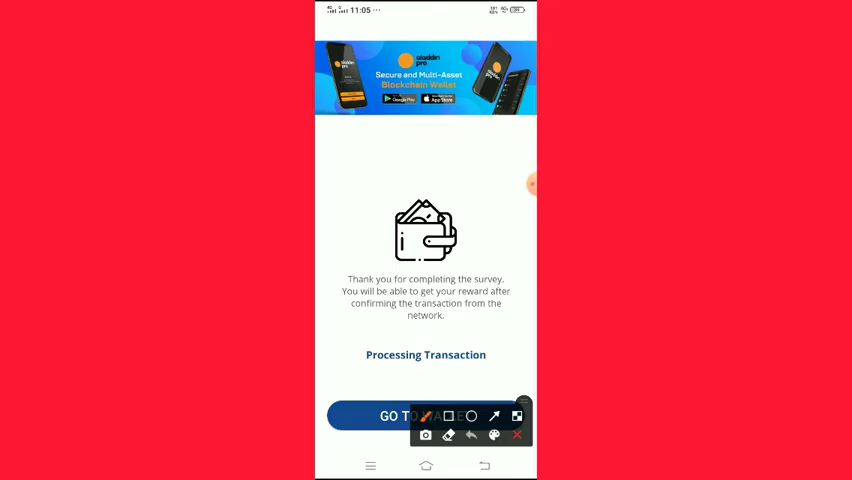 11:05
aladdin
pro
Secure and Multi-Asset
Blockchain Wallet
Google Play
App Store
Thank you for completing the survey.
You will be able to get your reward after
confirming the transaction from the
network.
Processing Transaction
GO TO